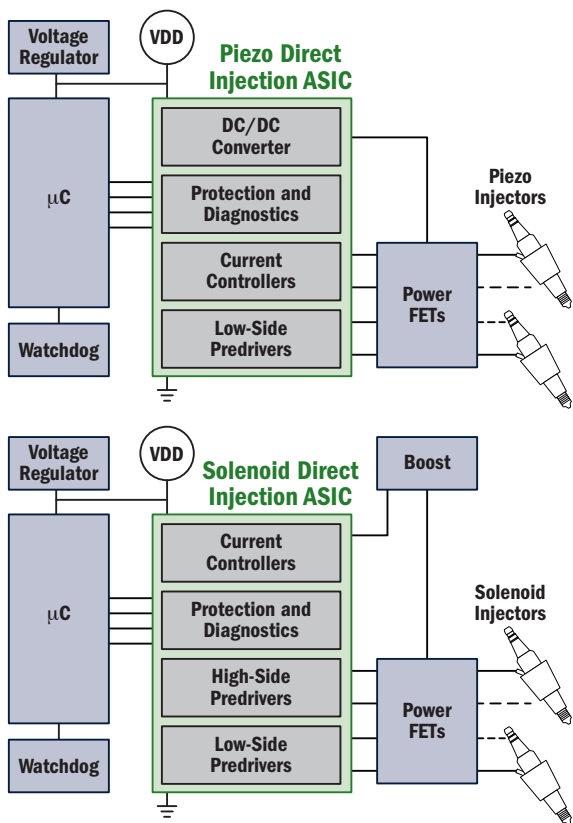 Voltage
Regulator
VDD
Piezo Direct
Injection ASIC
DC/DC
Converter
μC
Protection and
Diagnostics
Piezo
Injectors
Current
Controllers
Power
FETs
Low-Side
Predrivers
Watchdog
Voltage
Regulator
VDD
Solenoid Direct
Injection ASIC
Boost
Current
Controllers
μC
Protection and
Diagnostics
Solenoid
Injectors
High-Side
Predrivers
Power
FETs
Low-Side
Predrivers
Watchdog